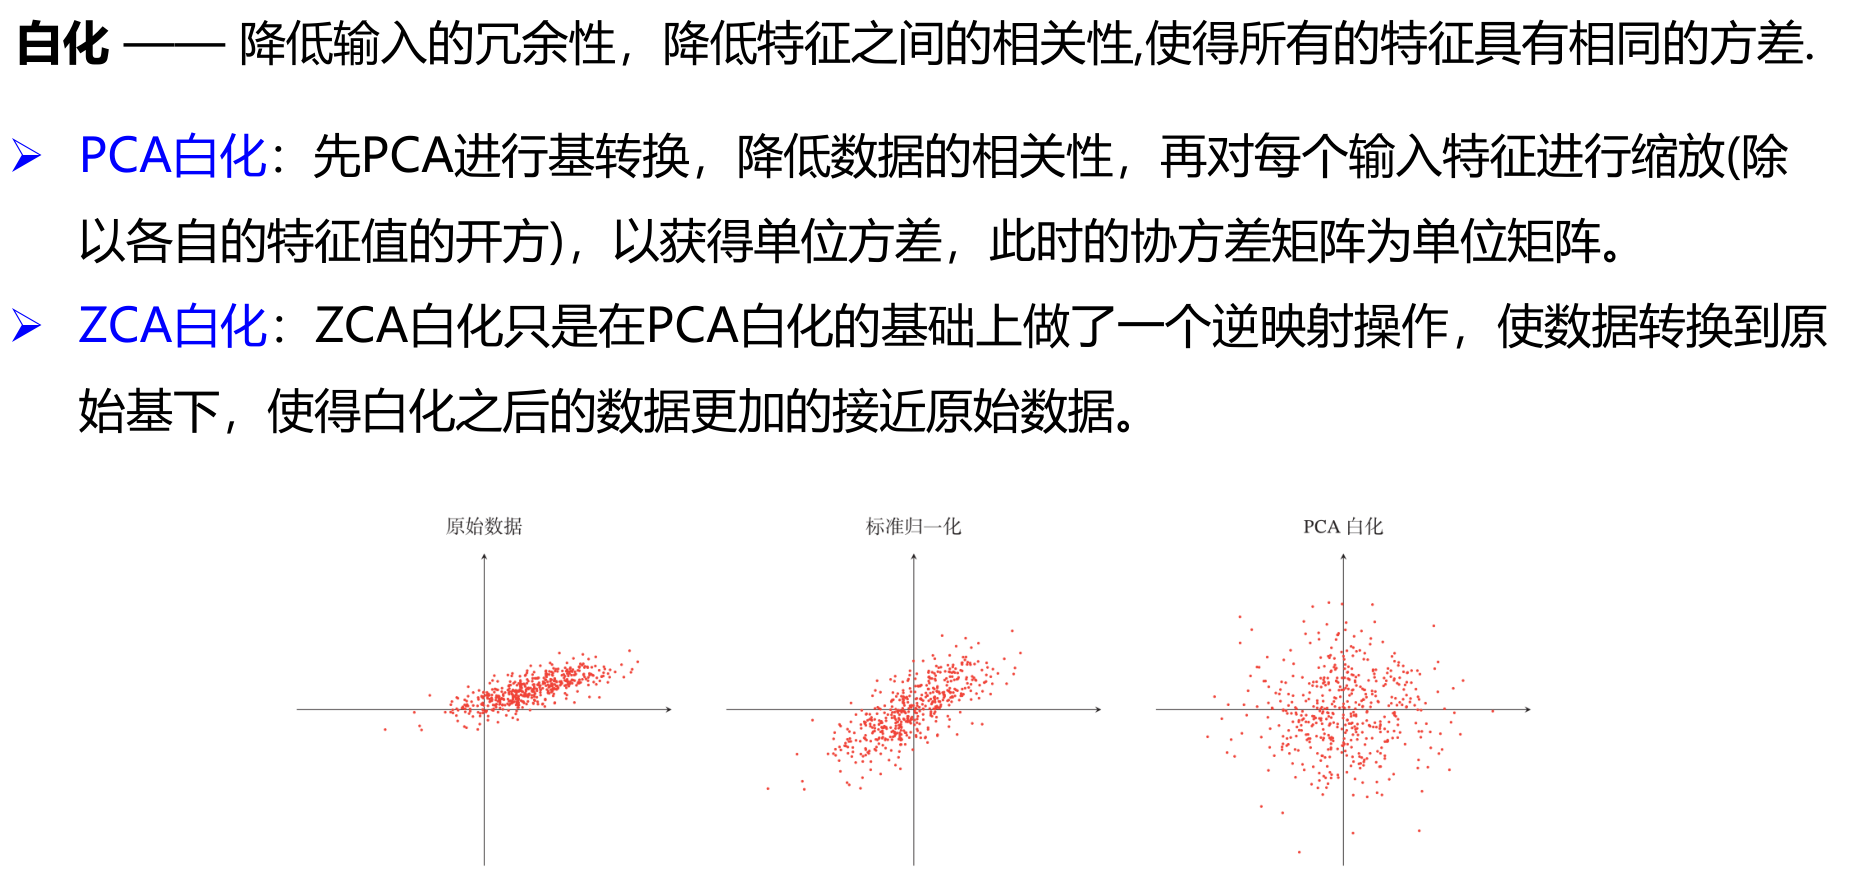 白化 —— 降低输入的冗余性，降低特征之间的相关性,使得所有的特征具有相同的方差.
➢ PCA白化：先PCA进行基转换，降低数据的相关性，再对每个输入特征进行缩放(除
以各自的特征值的开方)，以获得单位方差，此时的协方差矩阵为单位矩阵。
➢ ZCA白化：ZCA白化只是在PCA白化的基础上做了一个逆映射操作，使数据转换到原
始基下，使得白化之后的数据更加的接近原始数据。
原始数据
标准归一化
PCA 白化